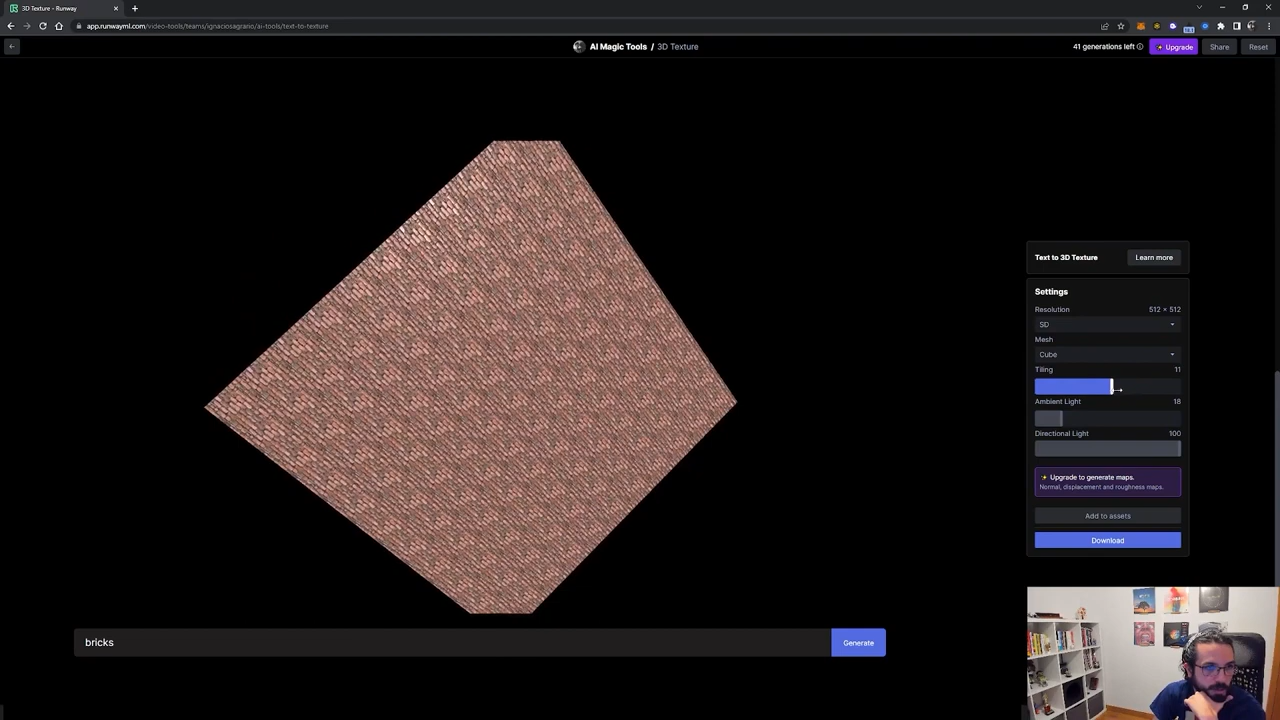 3D Texture - Runway
app.runwayml.com/video-tools/teams/ignaciosagrario/ai-tools/text-to-texture
AI Magic Tools / 3D Texture
41 generations left
Upgrade
Share
Reset
Text to 3D Texture
Learn more
Settings
Resolution
512 × 512
SD
Mesh
Cube
Tiling
11
Ambient Light
18
Directional Light
100
Upgrade to generate maps.
Normal, displacement and roughness maps.
Add to assets
Download
bricks
Generate